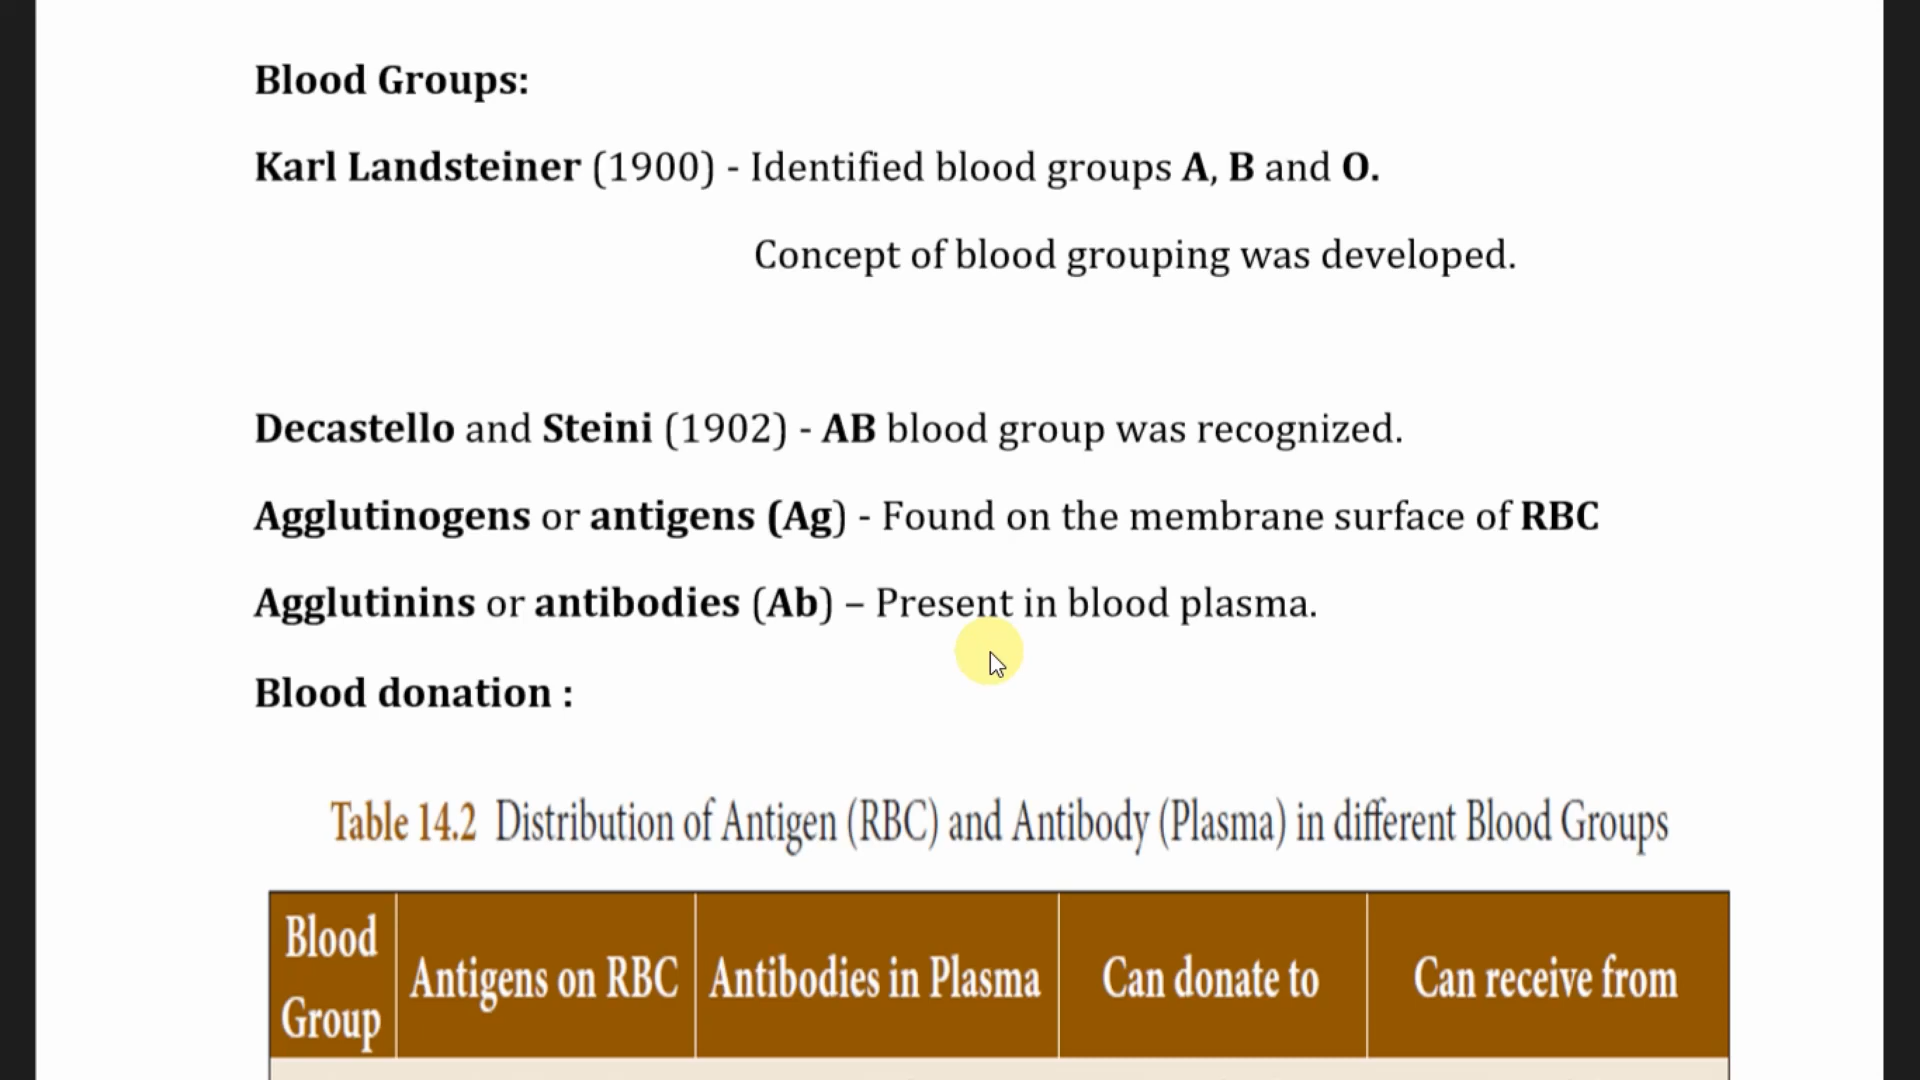 Blood Groups:
Karl Landsteiner (1900) - Identified blood groups A, B and O.
Concept of blood grouping was developed.
Decastello and Steini (1902) - AB blood group was recognized.
Agglutinogens or antigens (Ag) - Found on the membrane surface of RBC
Agglutinins or antibodies (Ab) – Present in blood plasma.
Blood donation :
Table 14.2 Distribution of Antigen (RBC) and Antibody (Plasma) in different Blood Groups
Blood
Group
Antigens on RBC
Antibodies in Plasma
Can donate to
Can receive from